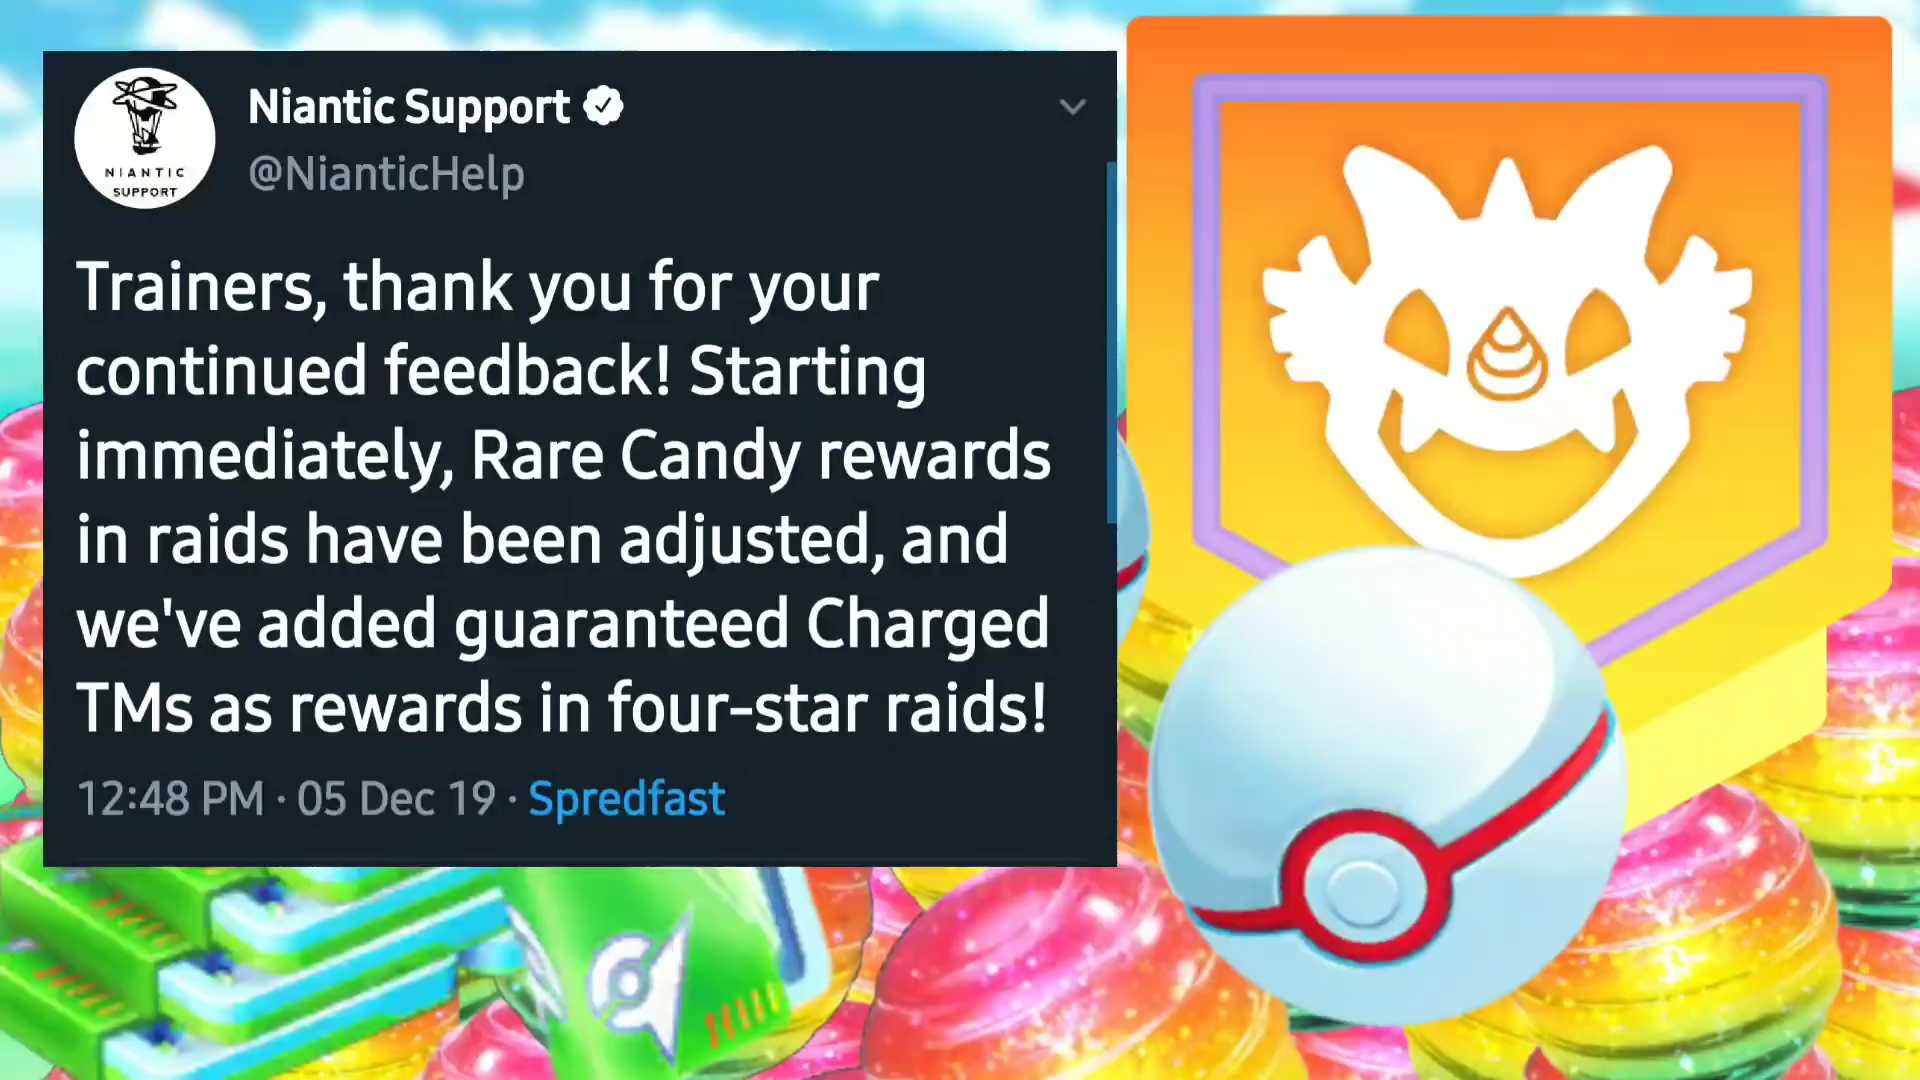 NIANTIC
SUPPORT
Niantic Support
@NianticHelp
Trainers, thank you for your
continued feedback! Starting
immediately, Rare Candy rewards
in raids have been adjusted, and
we've added guaranteed Charged
TMs as rewards in four-star raids!
12:48 PM · 05 Dec 19 · Spredfast